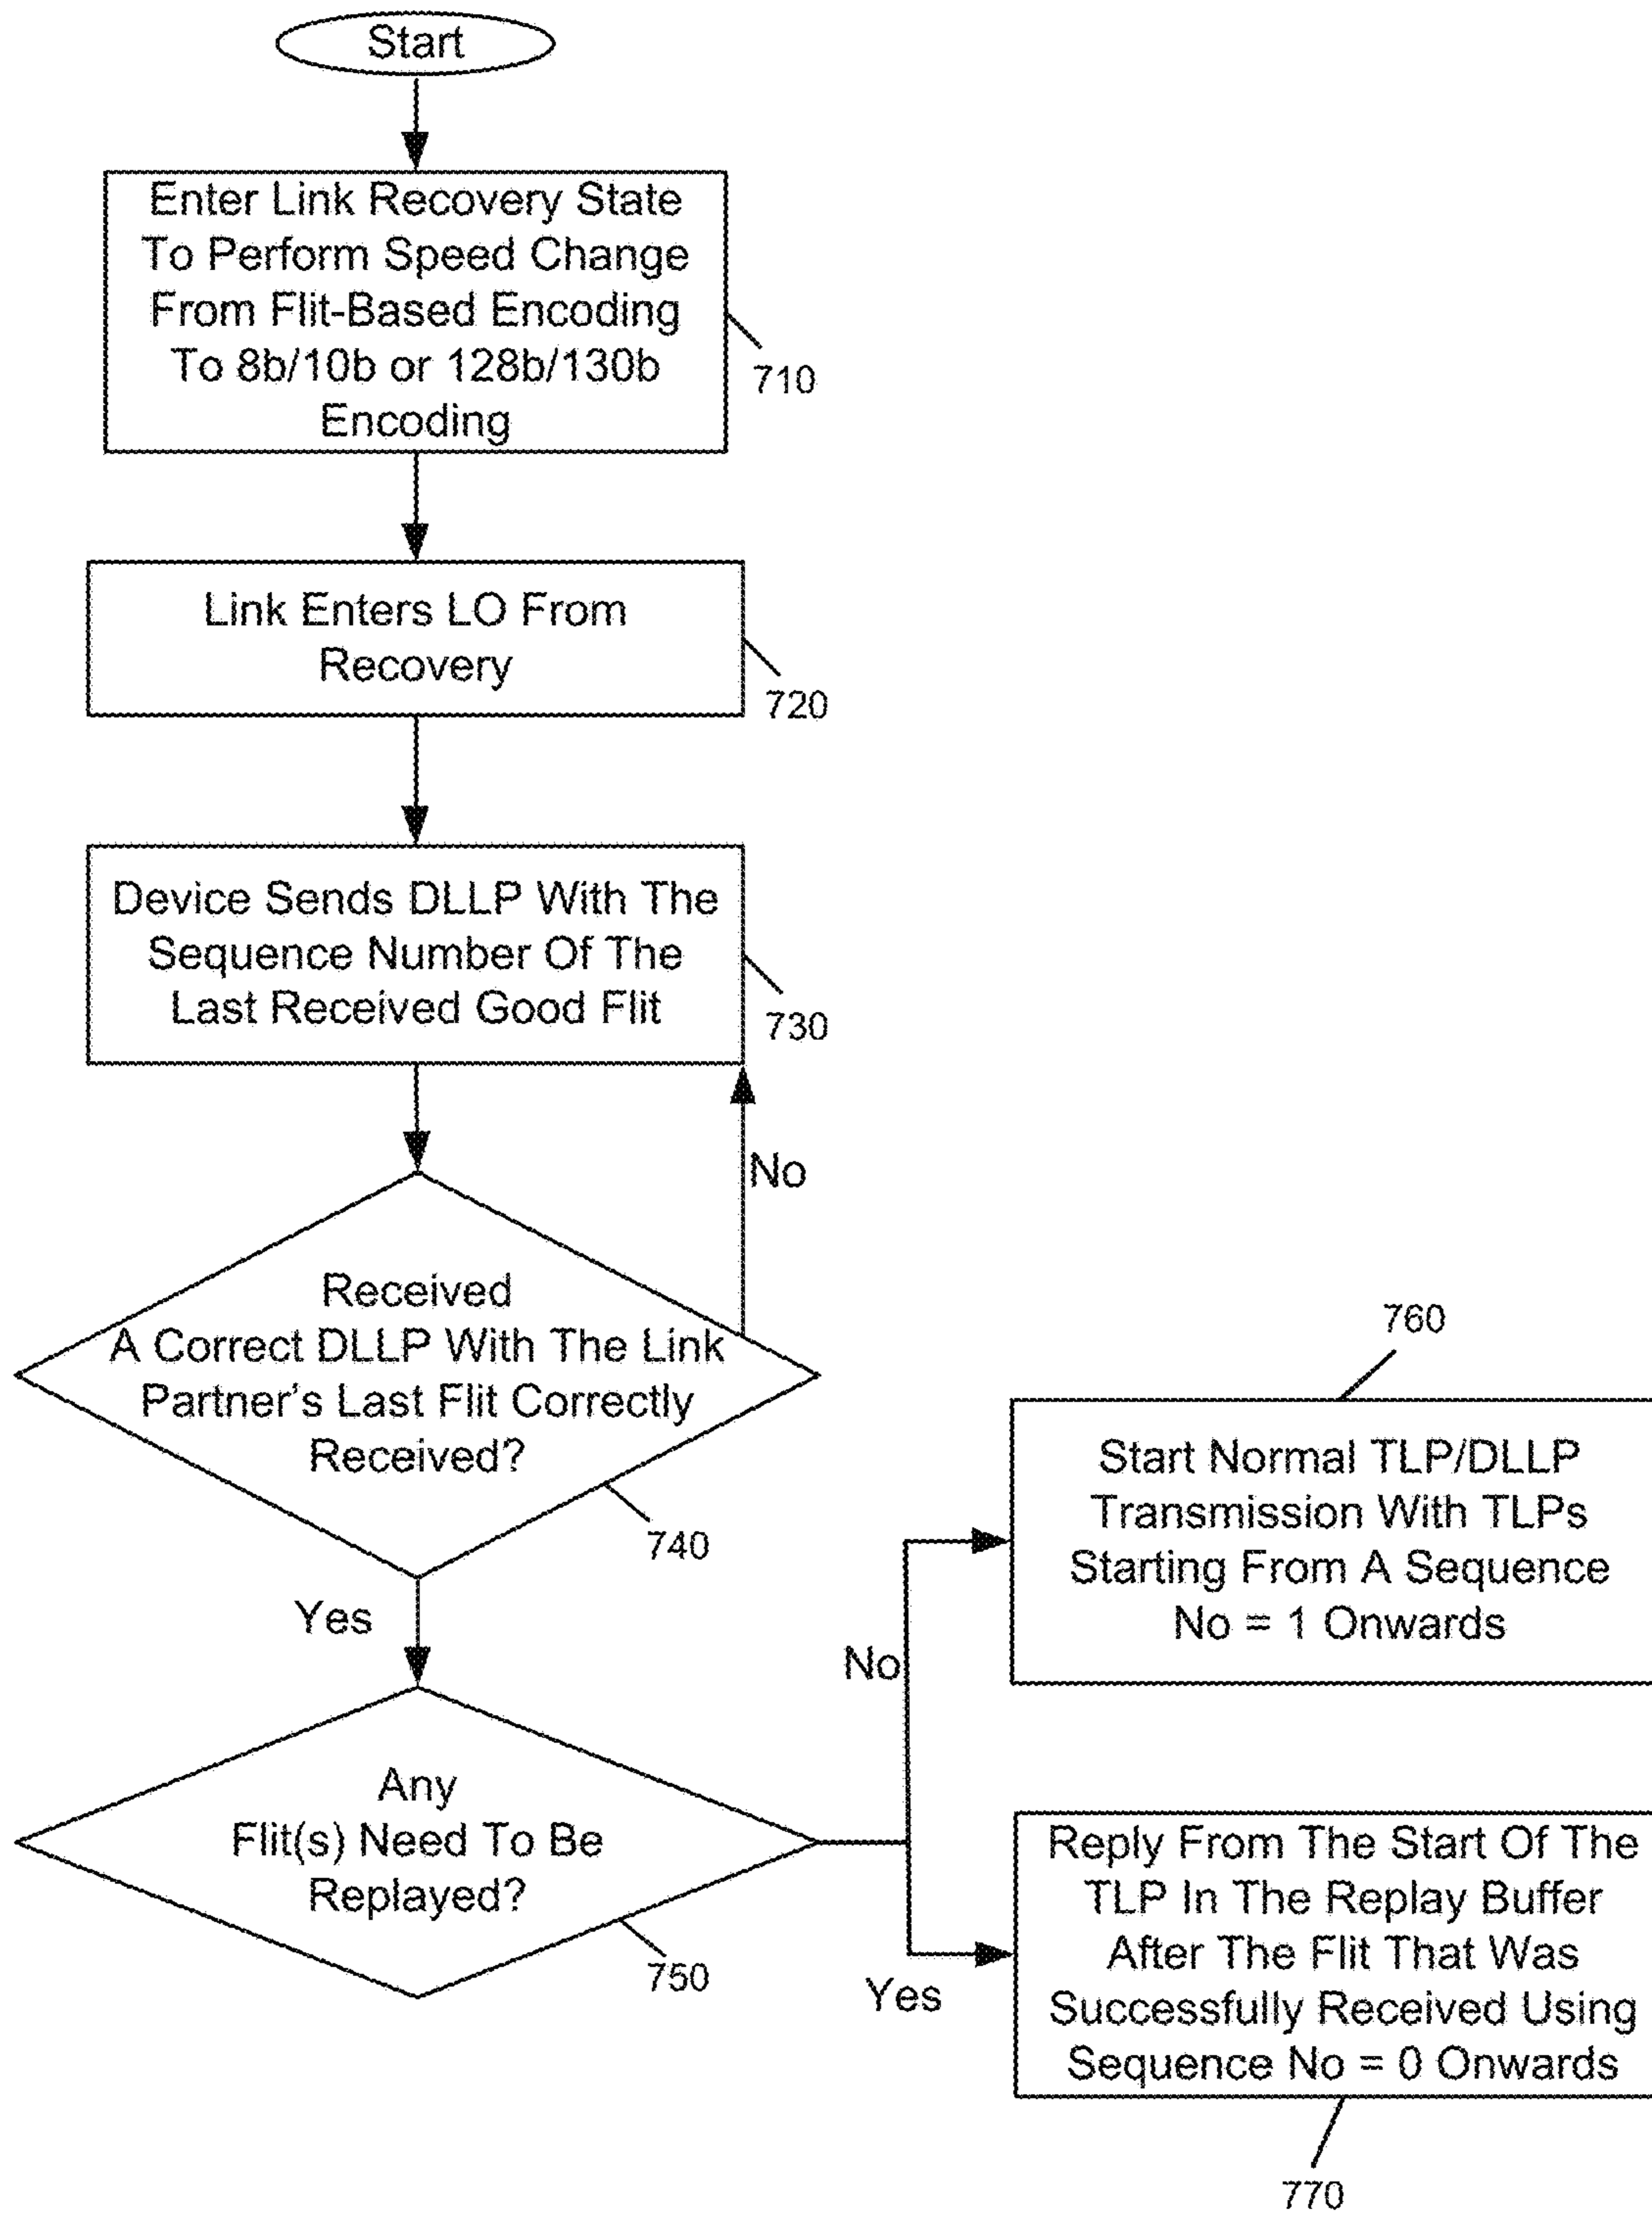 Start
Enter Link Recovery State
To Perform Speed Change
From Flit-Based Encoding
To 8b/10b or 128b/130b
Encoding
710
Link Enters LO From
Recovery
720
Device Sends DLLP With The
Sequence Number Of The
Last Received Good Flit
730
No
Received
A Correct DLLP With The Link
Partner's Last Flit Correctly
Received?
740
Yes
Any
Flit(s) Need To Be
Replayed?
750
No
760
Start Normal TLP/DLLP
Transmission With TLPs
Starting From A Sequence
No = 1 Onwards
Yes
Reply From The Start Of The
TLP In The Replay Buffer
After The Flit That Was
Successfully Received Using
Sequence No = 0 Onwards
770